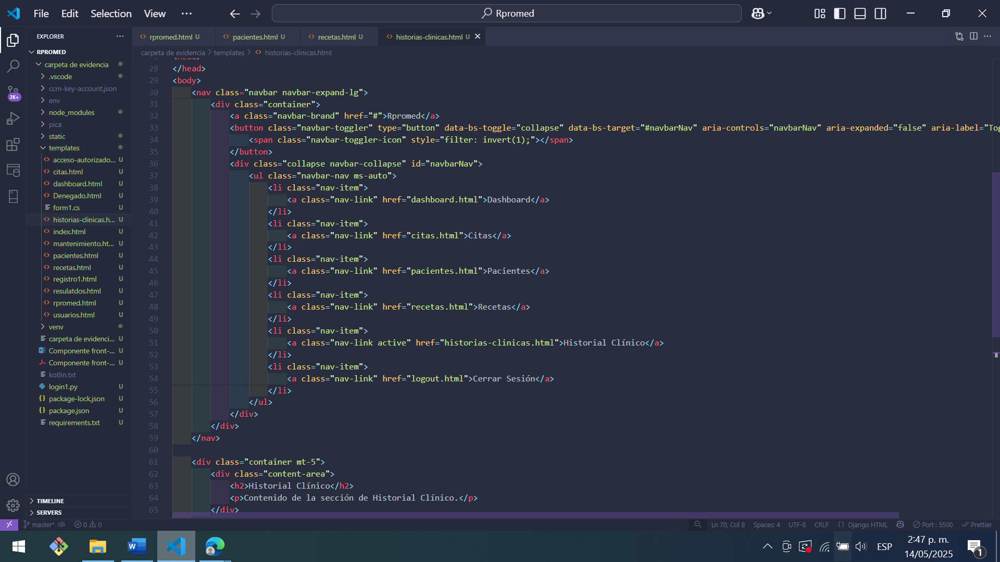 File Edit Selection View
Rpromed
EXPLORER
RPROMED
carpeta de evidencia
.vscode
ccm-key-account.json
env
node_modules
pica
static
templates
acceso-autorizado... U
citas.html U
dashboard.html U
Denegado.html U
form1.cs U
historias-clinicas.h... U
index.html U
mantenimiento.ht... U
pacientes.html U
recetas.html U
registro1.html U
resulatdos.html U
rpromed.html U
usuarios.html U
venv
carpeta de evidenci... U
Componente front-... U
Componente front-... U
kotlin.txt
login1.py U
package-lock.json U
package.json U
requirements.txt U
TIMELINE
SERVERS
2K+
rpromed.html U pacientes.html U recetas.html U historias-clinicas.html U
carpeta de evidencia > templates > historias-clinicas.html
28 </head>
29 <body>
30 <nav class="navbar navbar-expand-lg">
31 <div class="container">
32 <a class="navbar-brand" href="#">Rpromed</a>
33 <button class="navbar-toggler" type="button" data-bs-toggle="collapse" data-bs-target="#navbarNav" aria-controls="navbarNav" aria-expanded="false" aria-label="Tog
34 <span class="navbar-toggler-icon" style="filter: invert(1);"></span>
35 </button>
36 <div class="collapse navbar-collapse" id="navbarNav">
37 <ul class="navbar-nav ms-auto">
38 <li class="nav-item">
39 <a class="nav-link" href="dashboard.html">Dashboard</a>
40 </li>
41 <li class="nav-item">
42 <a class="nav-link" href="citas.html">Citas</a>
43 </li>
44 <li class="nav-item">
45 <a class="nav-link" href="pacientes.html">Pacientes</a>
46 </li>
47 <li class="nav-item">
48 <a class="nav-link" href="recetas.html">Recetas</a>
49 </li>
50 <li class="nav-item">
51 <a class="nav-link active" href="historias-clinicas.html">Historial Clínico</a>
52 </li>
53 <li class="nav-item">
54 <a class="nav-link" href="logout.html">Cerrar Sesión</a>
55 </li>
56 </ul>
57 </div>
58 </div>
59 </nav>
60
61 <div class="container mt-5">
62 <div class="content-area">
63 <h2>Historial Clínico</h2>
64 <p>Contenido de la sección de Historial Clínico.</p>
65 </div>
master* 0 0 Ln 70, Col 8 Spaces: 4 UTF-8 CRLF {} Django HTML Port : 5500 Prettier
ESP
2:47 p. m.
14/05/2025
1